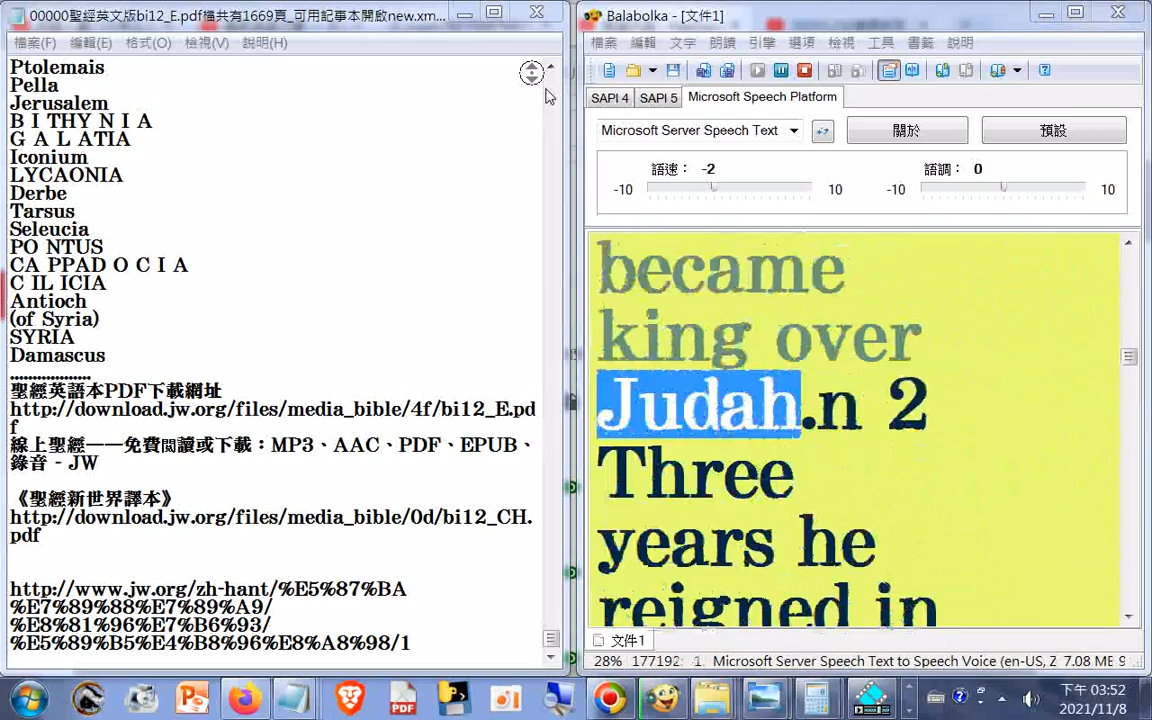 00000聖經英文版bi12_E.pdf檔共有1669頁_可用記事本開啟new.xm...
檔案(F) 編輯(E) 格式(O) 檢視(V) 說明(H)
Ptolemais
Pella
Jerusalem
B I THY N I A
G A L ATIA
Iconium
LYCAONIA
Derbe
Tarsus
Seleucia
PO NTUS
CA PPAD O C I A
C IL ICIA
Antioch
(of Syria)
SYRIA
Damascus
..................
聖經英語本PDF下載網址
http://download.jw.org/files/media_bible/4f/bi12_E.pd
f
線上聖經——免費閱讀或下載：MP3、AAC、PDF、EPUB、
錄音 - JW
《聖經新世界譯本》
http://download.jw.org/files/media_bible/0d/bi12_CH.
pdf
http://www.jw.org/zh-hant/%E5%87%BA
%E7%89%88%E7%89%A9/
%E8%81%96%E7%B6%93/
%E5%89%B5%E4%B8%96%E8%A8%98/1
Balabolka - [文件1]
檔案 編輯 文字 朗讀 引擎 選項 檢視 工具 書籤 說明
SAPI 4 SAPI 5 Microsoft Speech Platform
Microsoft Server Speech Text 關於 預設
語速： -2 語調： 0
-10 10 -10 10
became
king over
Judah.n 2
Three
years he
reigned in
文件1
28% 177192: 1. Microsoft Server Speech Text to Speech Voice (en-US, Z 7.08 MB 9
PDF
下午 03:52
2021/11/8